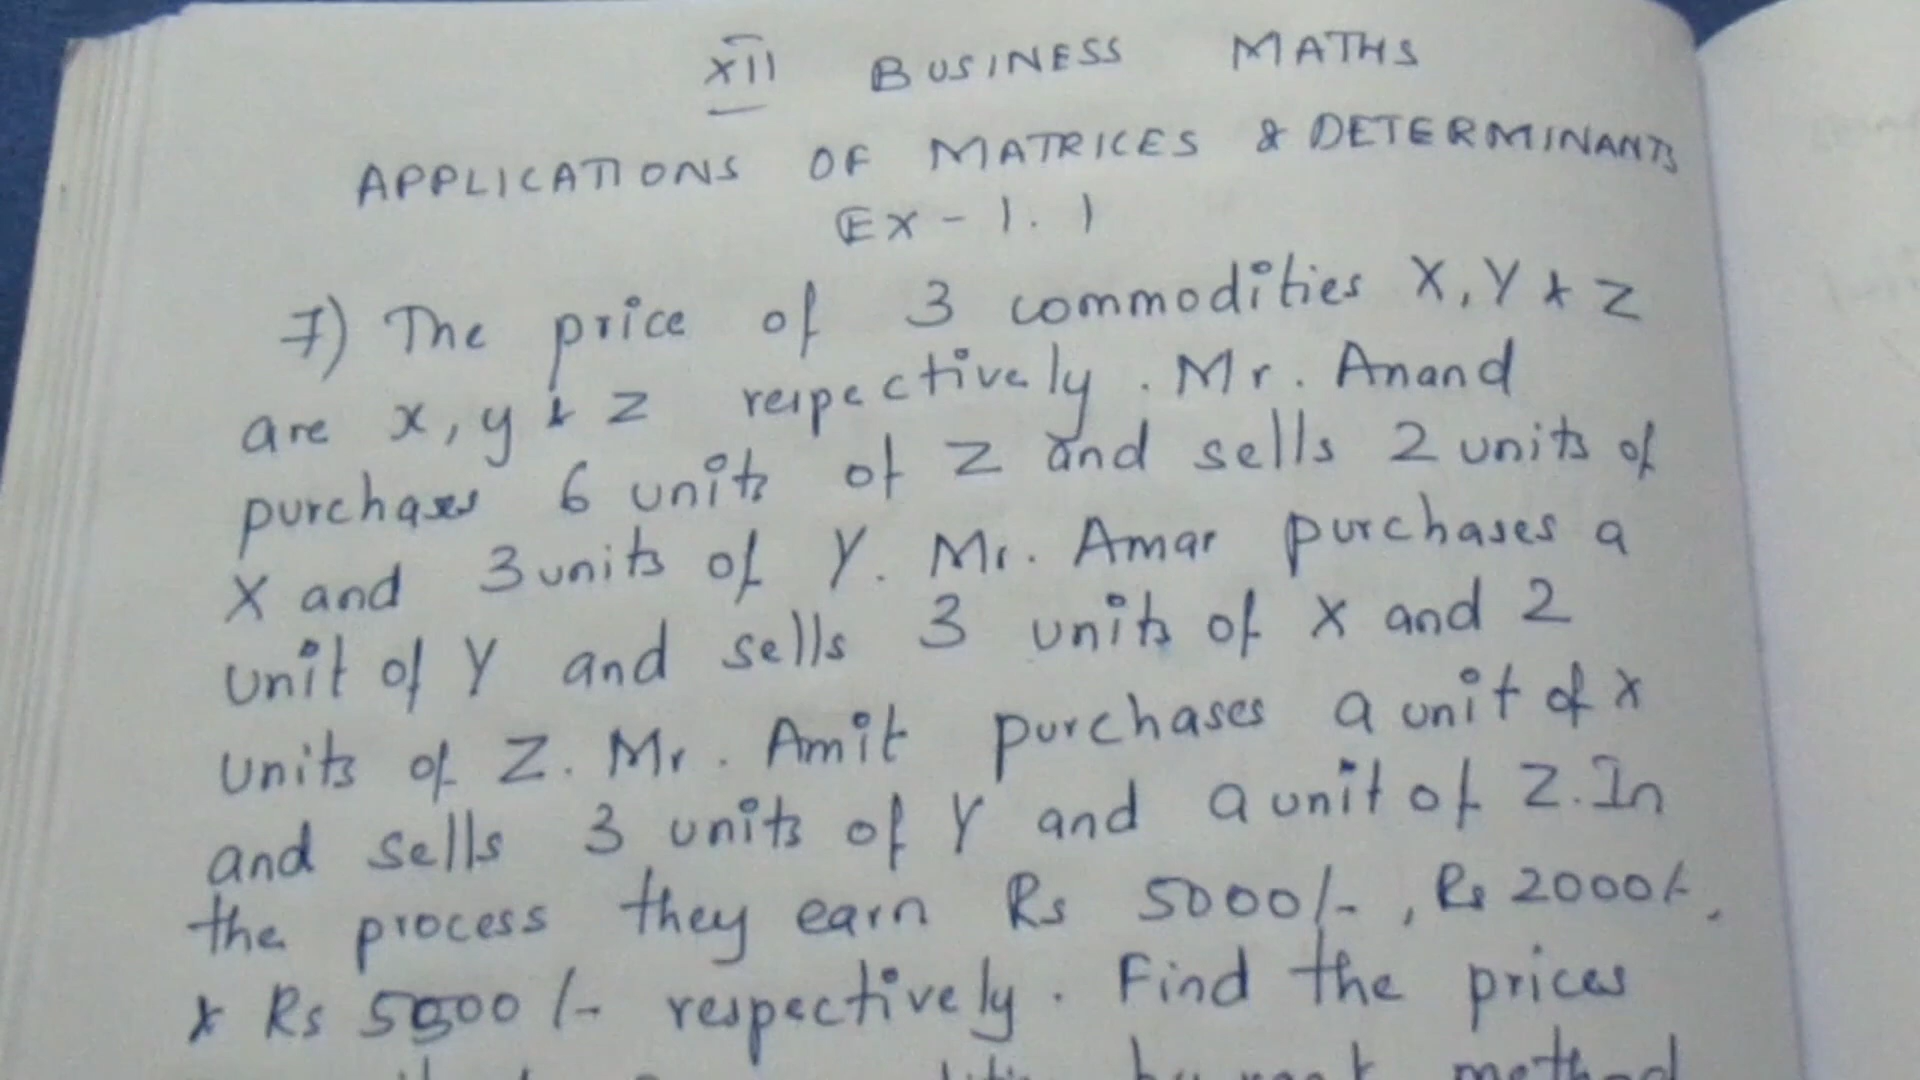 XII BUSINESS MATHS
APPLICATIONS OF MATRICES & DETERMINANTS
EX - 1.1
7) The price of 3 commodities X, Y & Z
are x, y & z respectively. Mr. Anand
purchases 6 units of Z and sells 2 units of
X and 3 units of Y. Mr. Amar purchases a
unit of Y and sells 3 units of X and 2
units of Z. Mr. Amit purchases a unit of X
and sells 3 units of Y and a unit of Z. In
the process they earn Rs 5000/-, Rs 2000/-,
& Rs 5500/- respectively. Find the prices
method